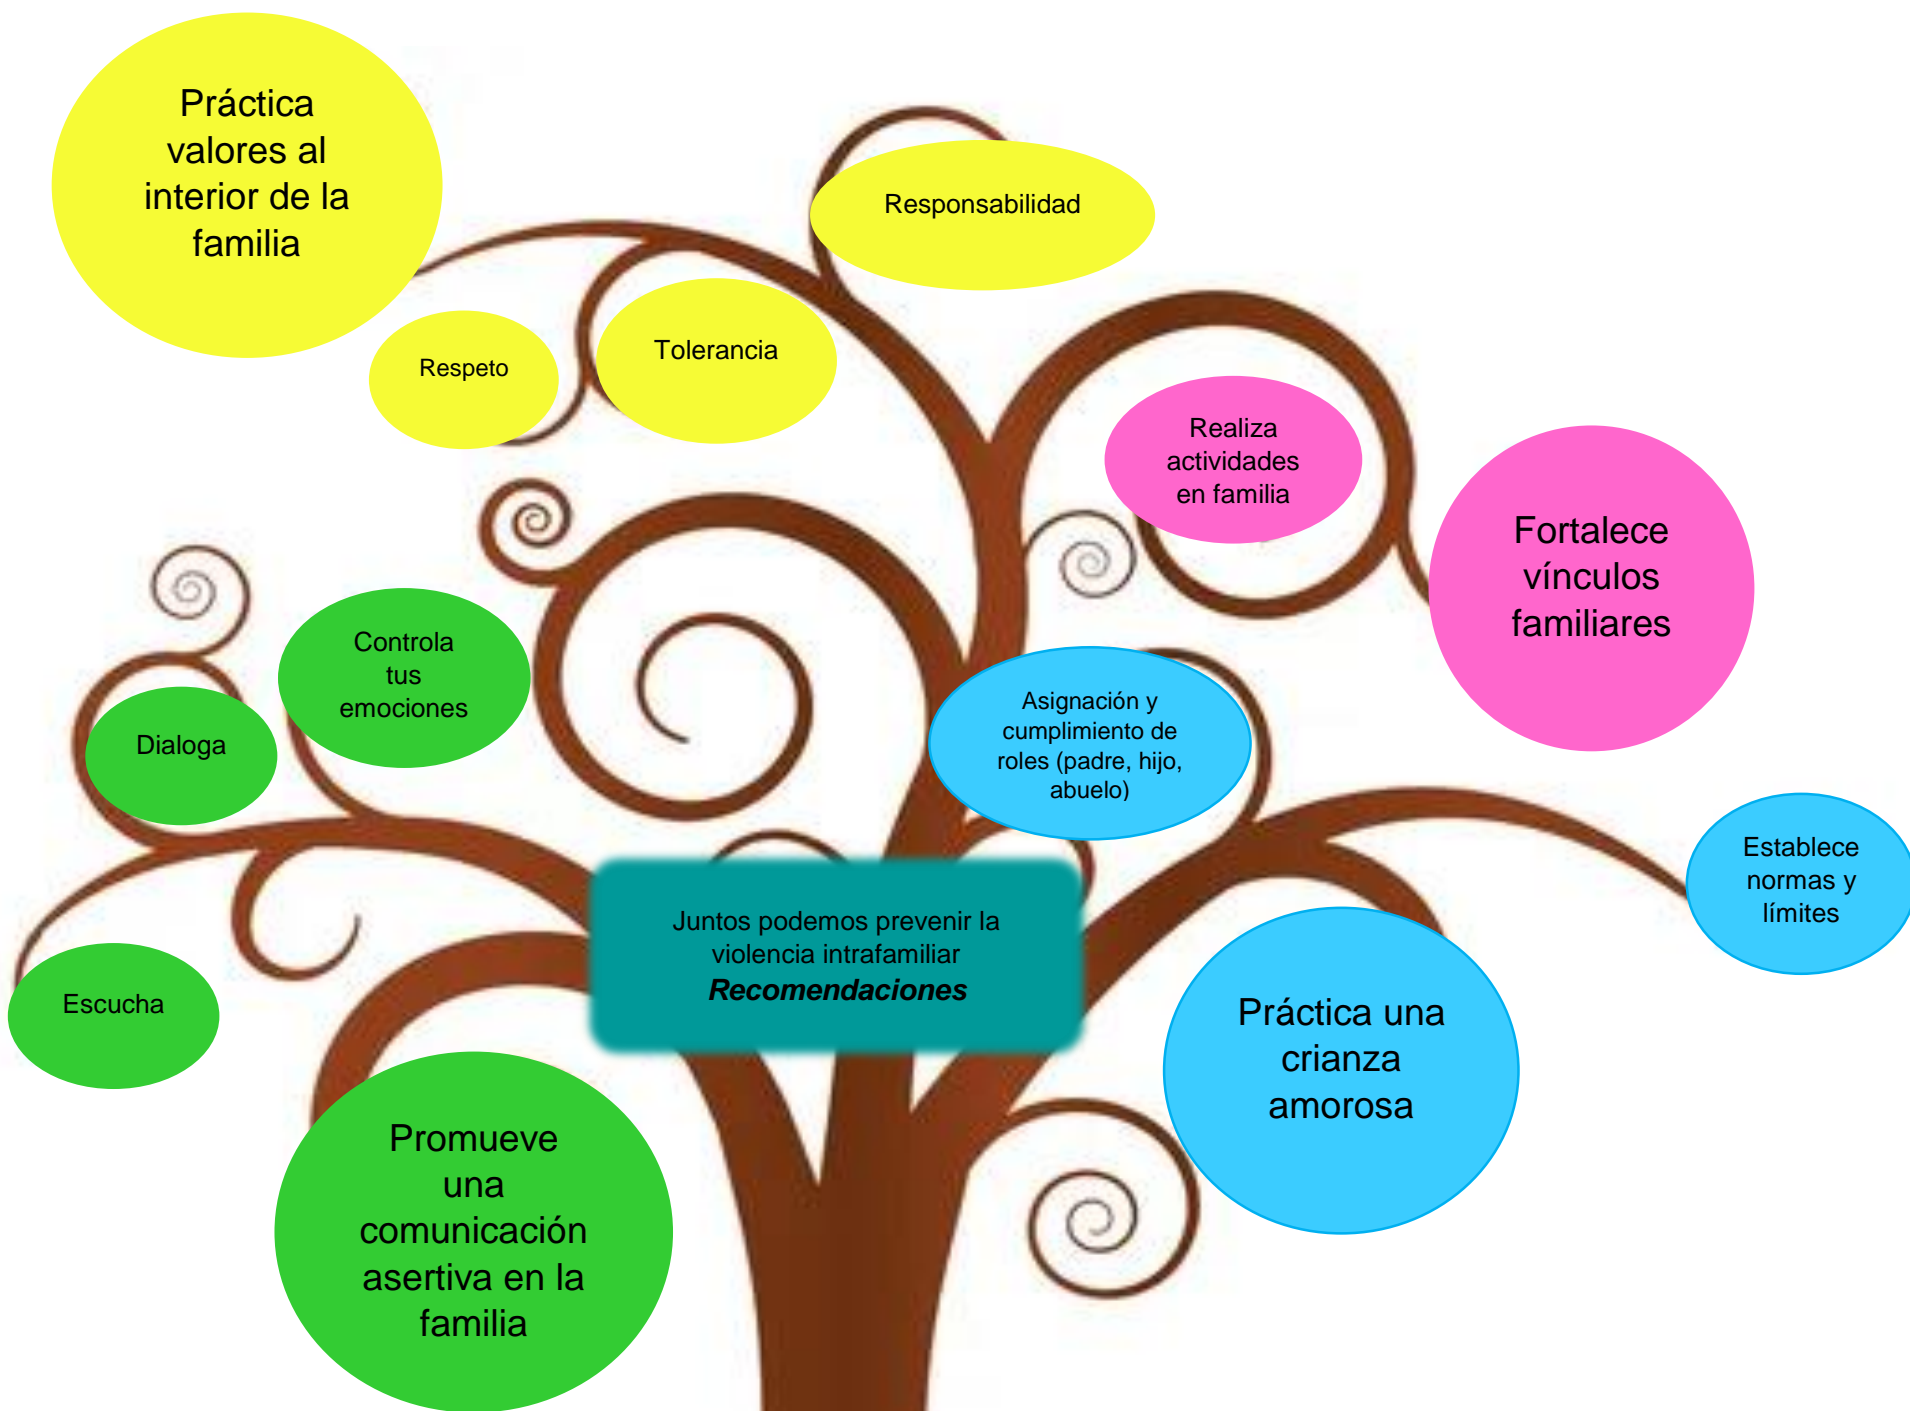 Práctica
valores al
interior de la
familia
Responsabilidad
Respeto
Tolerancia
Realiza
actividades
en familia
Fortalece
vínculos
familiares
Controla
tus
emociones
Dialoga
Escucha
Asignación y
cumplimiento de
roles (padre, hijo,
abuelo)
Establece
normas y
límites
Juntos podemos prevenir la
violencia intrafamiliar
Recomendaciones
Práctica una
crianza
amorosa
Promueve
una
comunicación
asertiva en la
familia